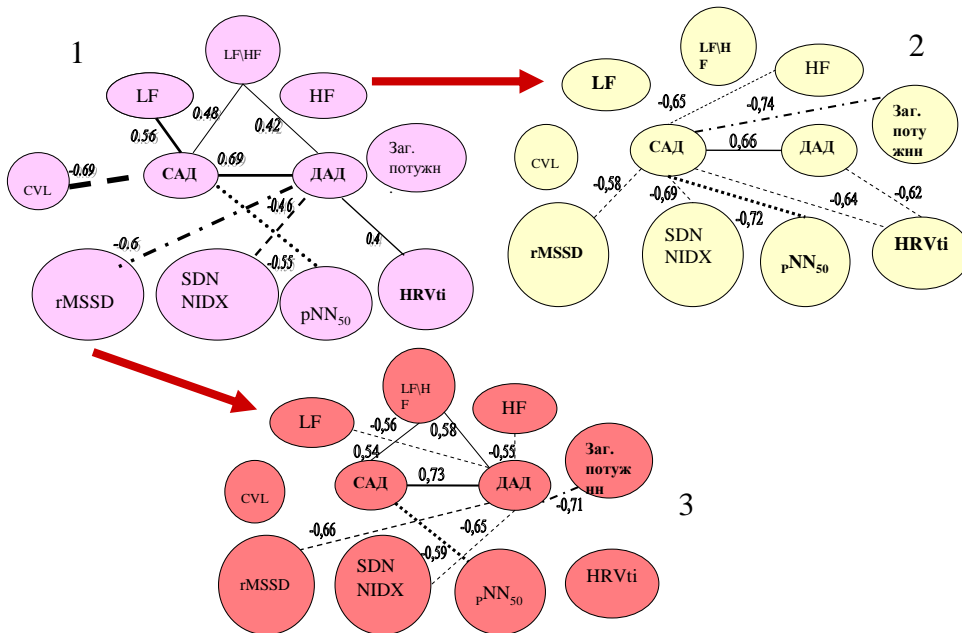 1
LF\HF
LF
HF
0.48
0.42
0.56
Заг.
потужн
-0.69
0.69
CVL
САД
ДАД
-0.46
-0.6
-0.55
0.4
rMSSD
SDN
NIDX
pNN50
HRVti
2
LF\H
F
LF
HF
-0,65
-0,74
Заг.
поту
жнн
CVL
САД
0,66
ДАД
-0,58
-0,69
-0,64
-0,62
-0,72
rMSSD
SDN
NIDX
PNN50
HRVti
3
LF\H
F
LF
HF
-0,56
0,58
0,54
-0,55
Заг.
потуж
нн
0,73
CVL
САД
ДАД
-0,71
-0,66
-0,65
-0,59
rMSSD
SDN
NIDX
PNN50
HRVti